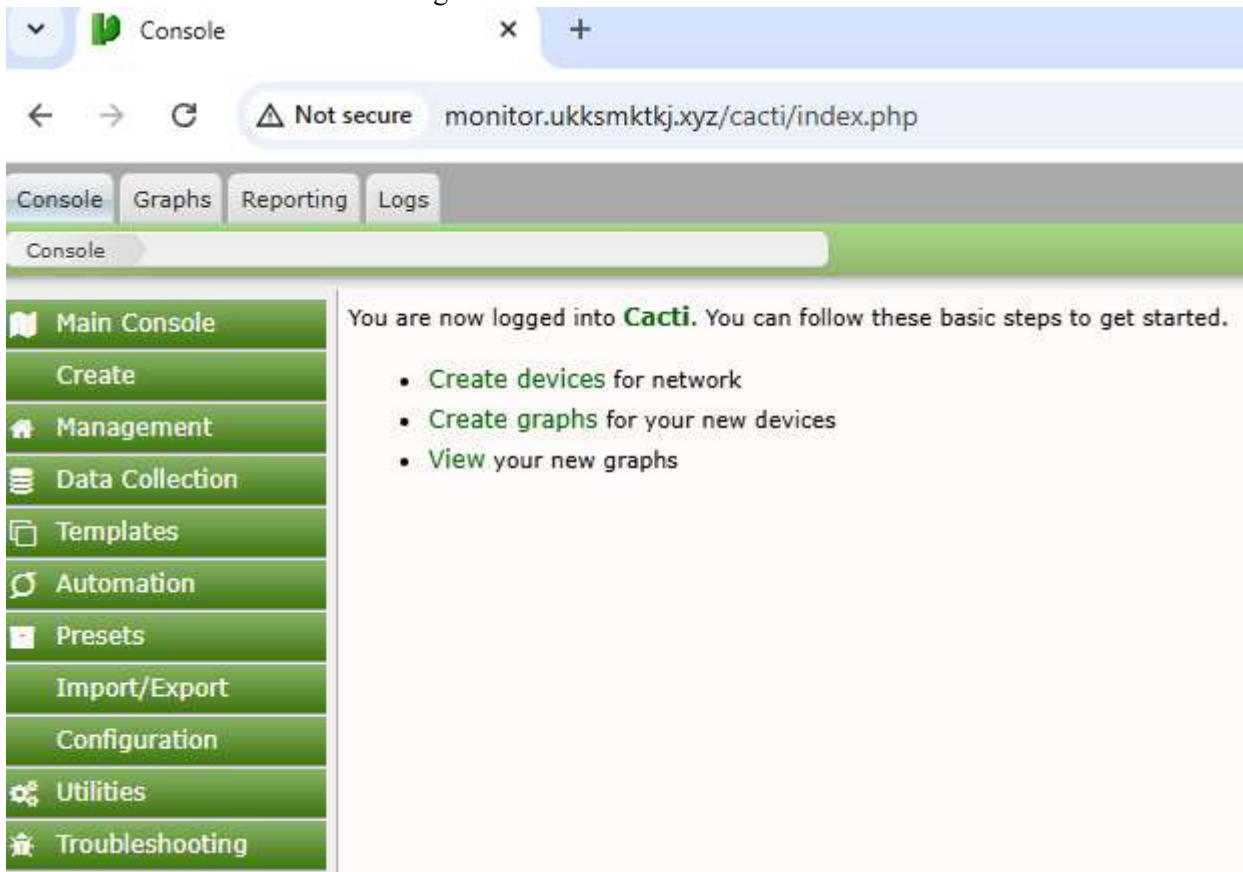 Console
Not secure monitor.ukksmktkj.xyz/cacti/index.php
Console Graphs Reporting Logs
Console
Main Console
Create
Management
Data Collection
Templates
Automation
Presets
Import/Export
Configuration
Utilities
Troubleshooting
You are now logged into Cacti. You can follow these basic steps to get started.
• Create devices for network
• Create graphs for your new devices
• View your new graphs